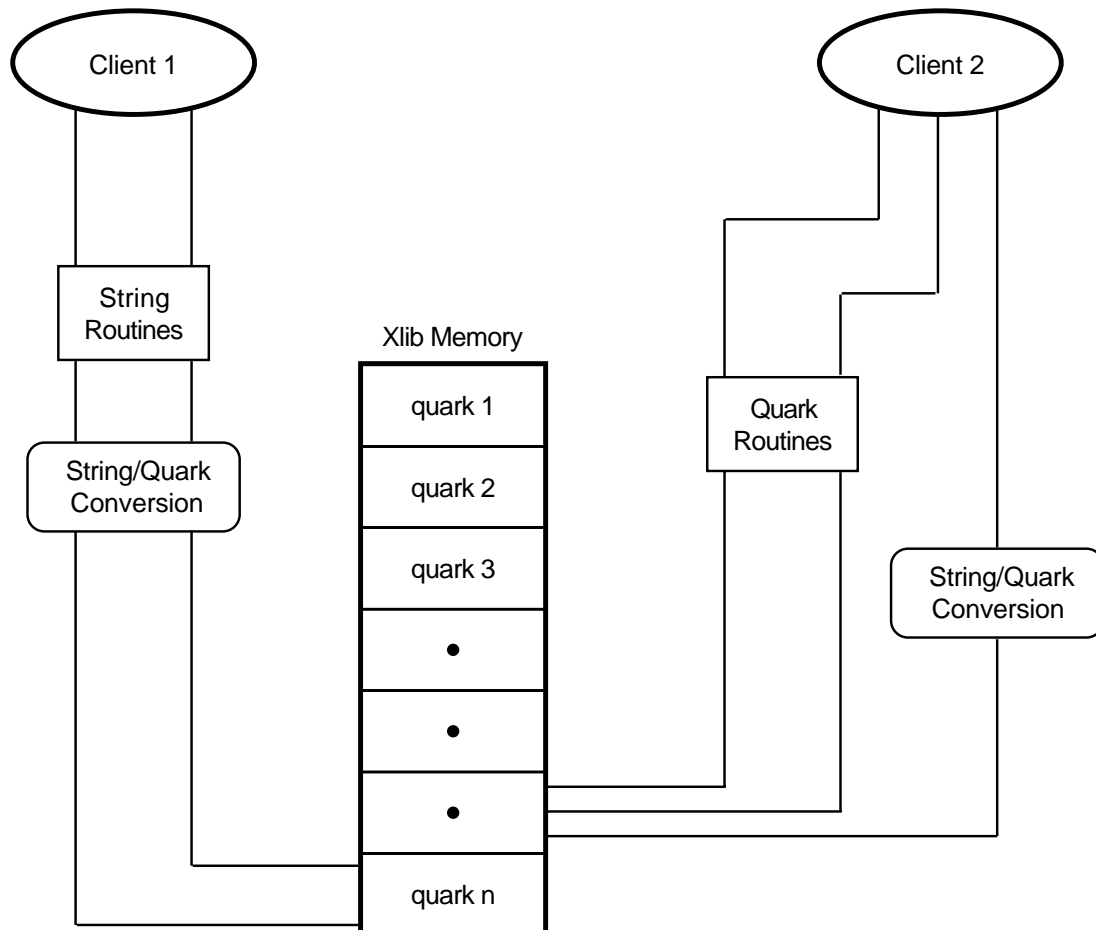 Client 1
Client 2
String
Routines
Xlib Memory
quark 1
Quark
Routines
String/Quark
Conversion
quark 2
quark 3
String/Quark
Conversion
•
•
•
quark n